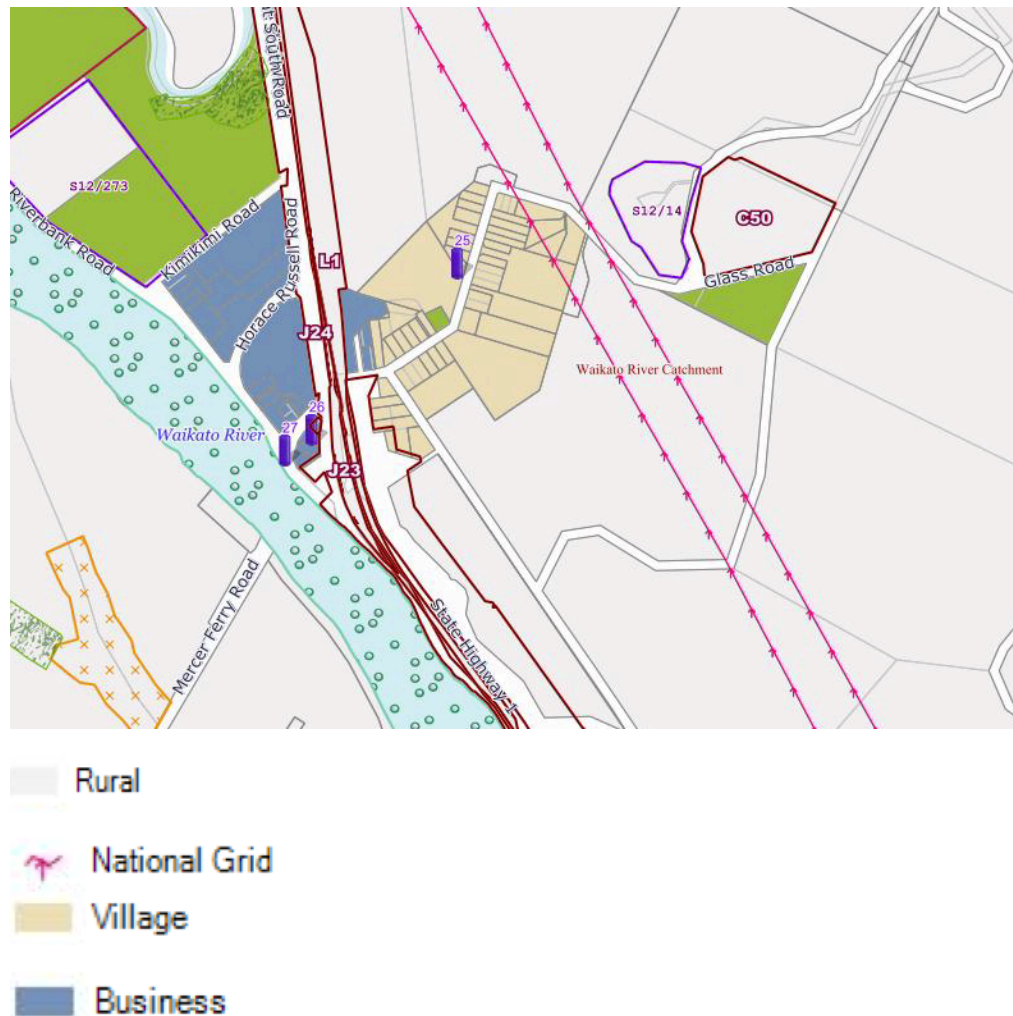 t South Road
S12/273
Riverbank Road
Kimikimi Road
Horace Russell Road
L1
25
S12/14
C50
Glass Road
J24
Waikato River Catchment
26
27
Waikato River
J23
Mercer Ferry Road
State Highway 1
Rural
National Grid
Village
Business